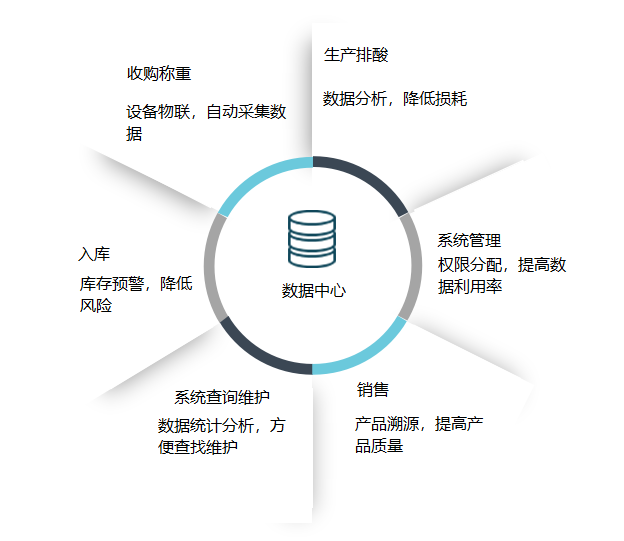 收购称重
设备物联，自动采集数
据
生产排酸
数据分析，降低损耗
入库
库存预警，降低
风险
数据中心
系统管理
权限分配，提高数
据利用率
系统查询维护
数据统计分析，方
便查找维护
销售
产品溯源，提高产
品质量